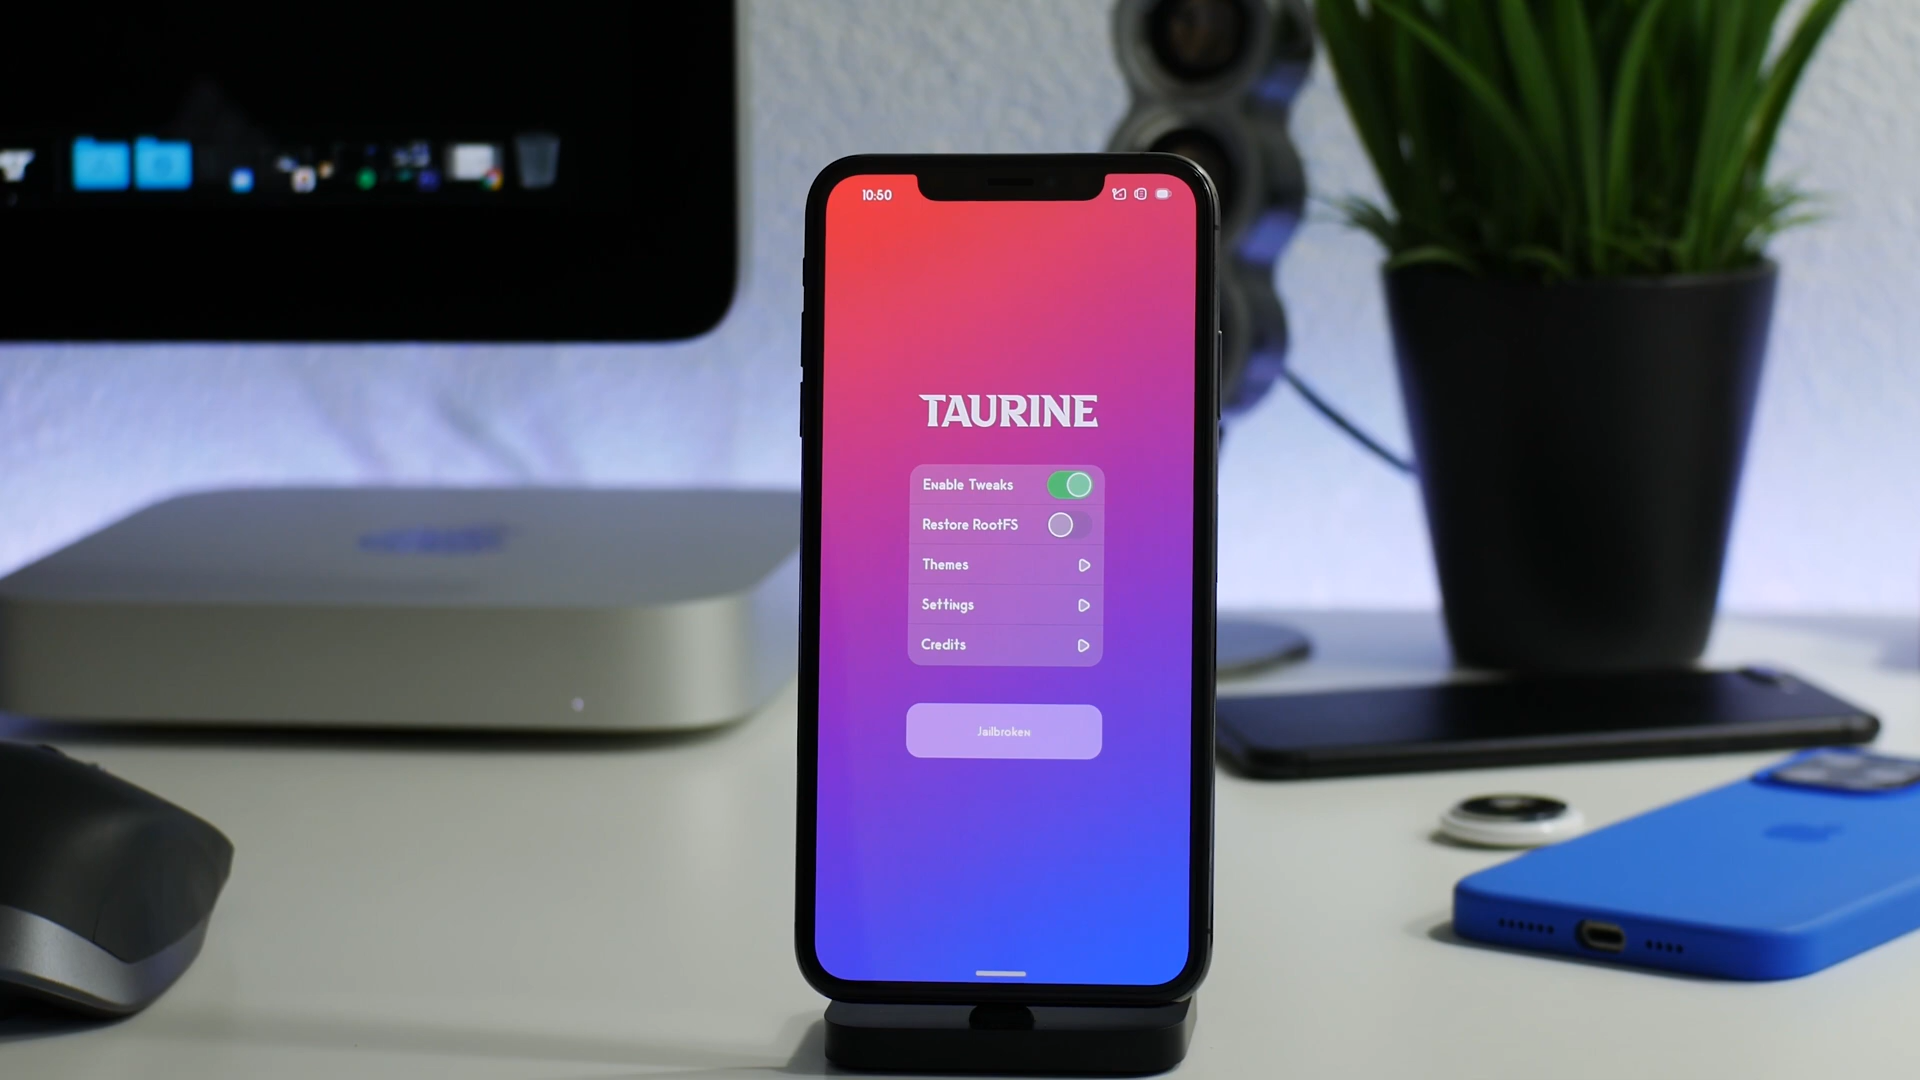 10:50
TAURINE
Enable Tweaks
Restore RootFS
Themes
Settings
Credits
Jailbroken